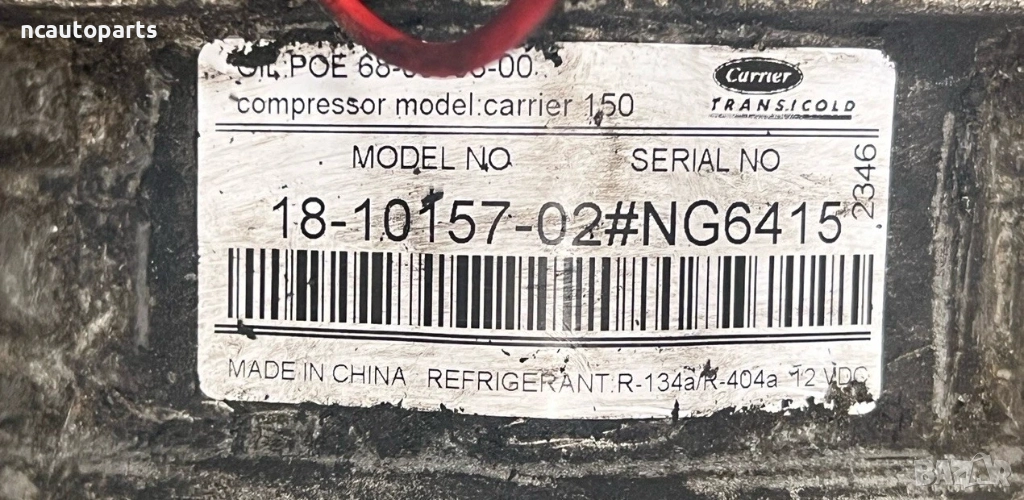 ncautoparts
OIL:POE
Carrier
TRANSICOLD
compressor model:carrier 150
MODEL NO
SERIAL NO
18-10157-02#NG6415
2346
MADE IN CHINA REFRIGERANT:R-134a/R-404a 12 VDC
BAZAR